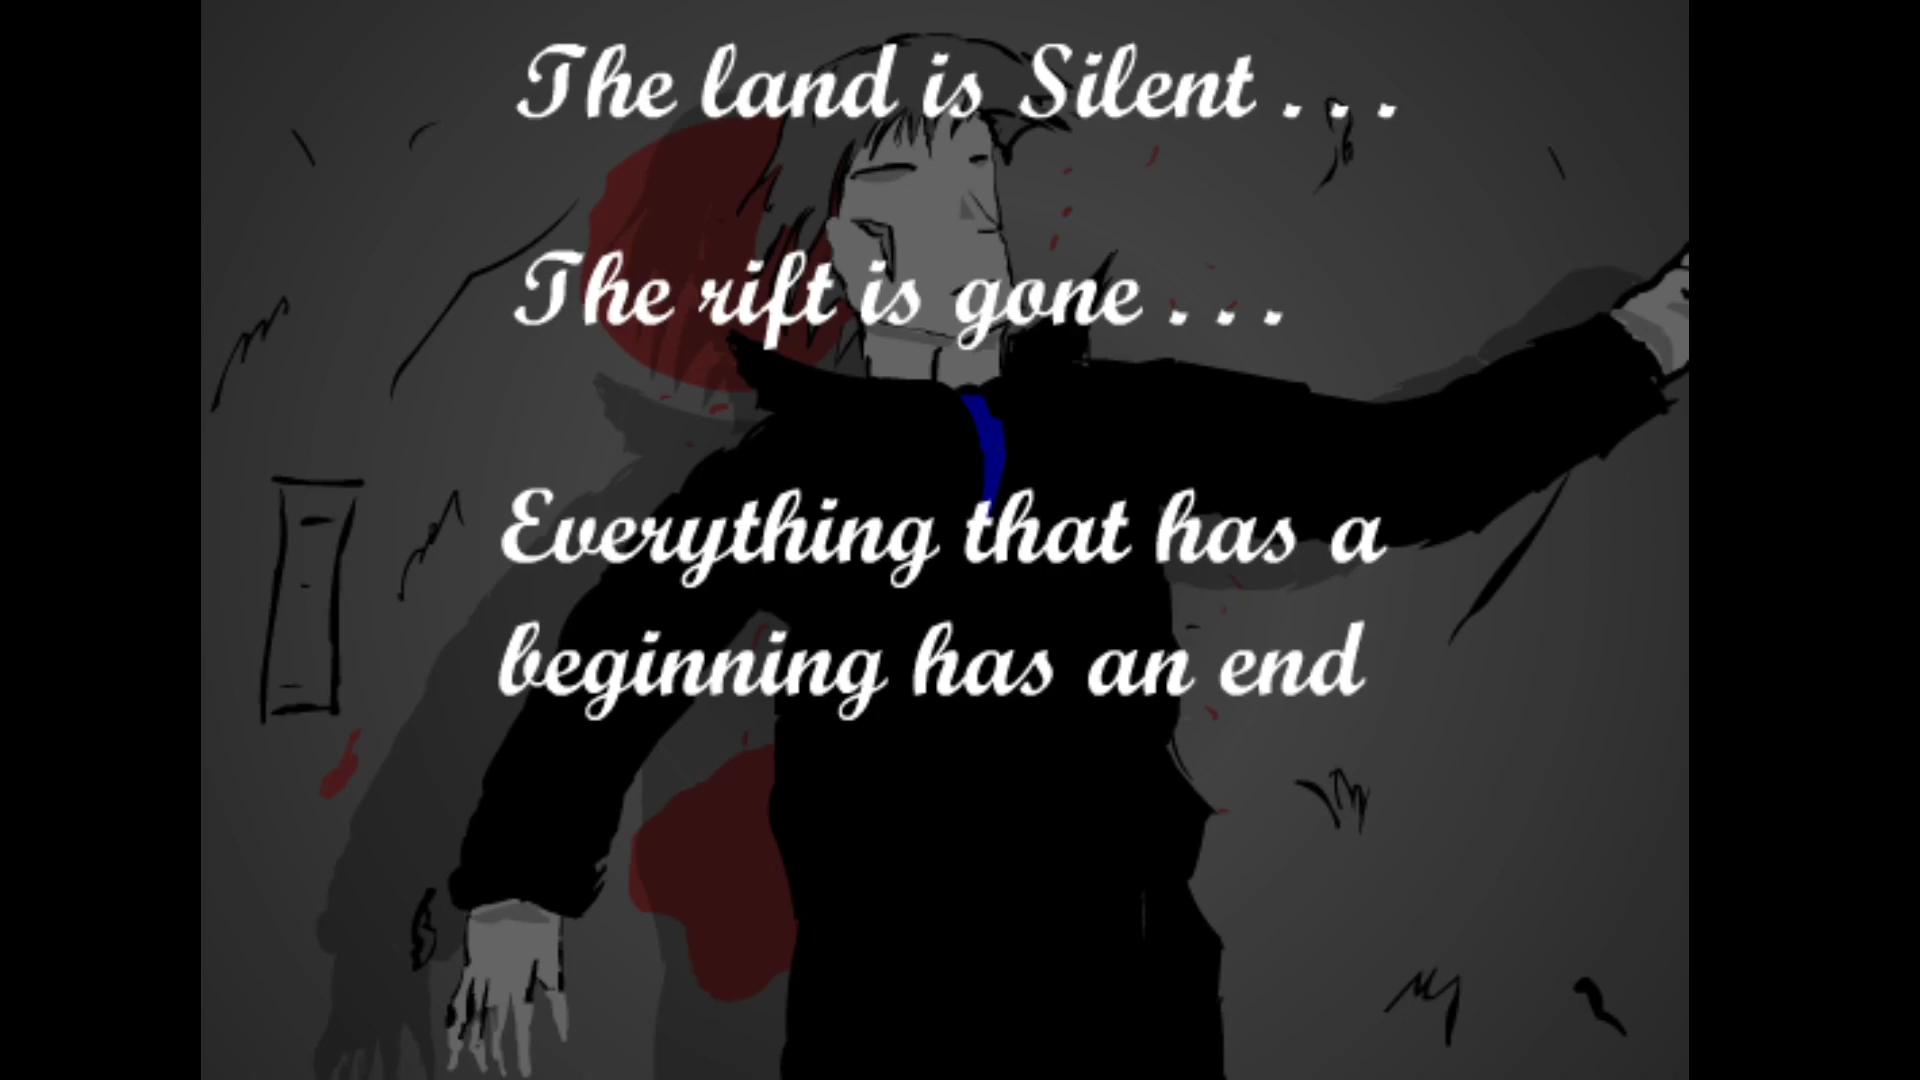 The land is Silent . . .
The rift is gone . . .
Everything that has a
beginning has an end